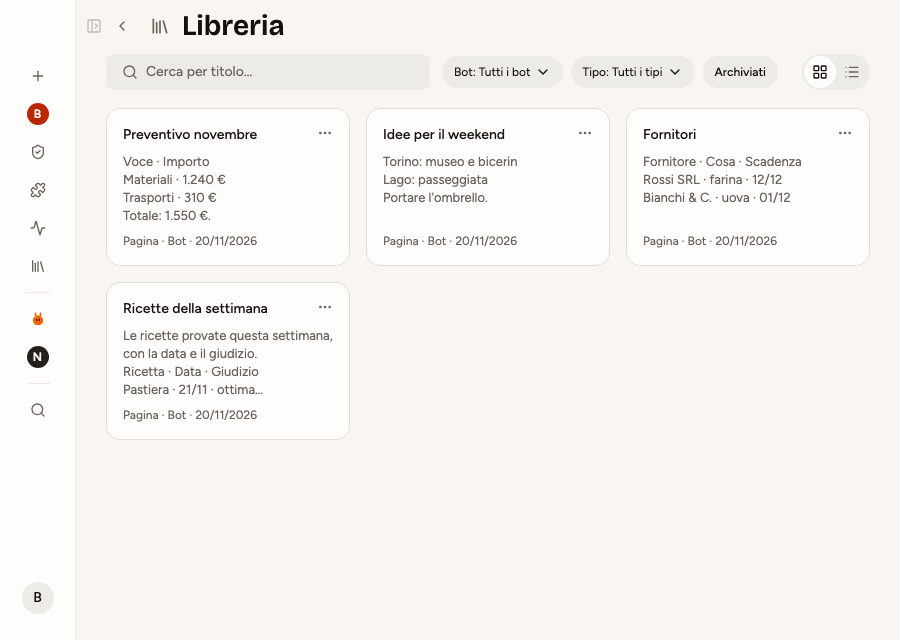 Libreria
Cerca per titolo...
Bot: Tutti i bot
Tipo: Tutti i tipi
Archiviati
B
N
B
Preventivo novembre
Voce · Importo
Materiali · 1.240 €
Trasporti · 310 €
Totale: 1.550 €.
Pagina · Bot · 20/11/2026
Idee per il weekend
Torino: museo e bicerin
Lago: passeggiata
Portare l'ombrello.
Pagina · Bot · 20/11/2026
Fornitori
Fornitore · Cosa · Scadenza
Rossi SRL · farina · 12/12
Bianchi & C. · uova · 01/12
Pagina · Bot · 20/11/2026
Ricette della settimana
Le ricette provate questa settimana,
con la data e il giudizio.
Ricetta · Data · Giudizio
Pastiera · 21/11 · ottima...
Pagina · Bot · 20/11/2026